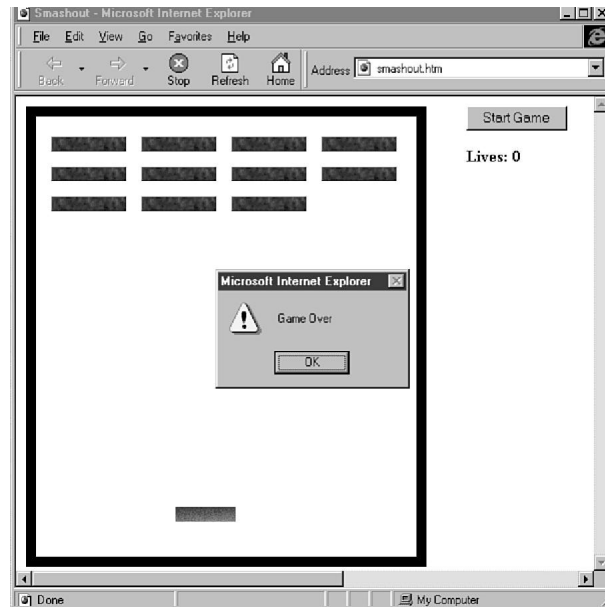 Smashout - Microsoft Internet Explorer
File Edit View Go Favorites Help
Back Forward Stop Refresh Home Address smashout.htm
Start Game
Lives: 0
Microsoft Internet Explorer
Game Over
OK
Done My Computer